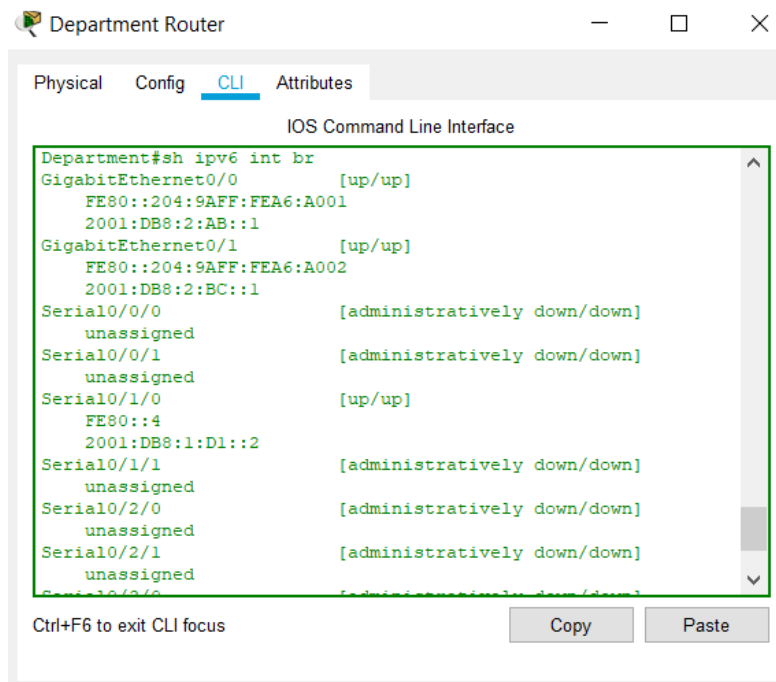 Department Router
Physical Config CLI Attributes
IOS Command Line Interface
Department#sh ipv6 int br
GigabitEthernet0/0 [up/up]
FE80::204:9AFF:FEA6:A001
2001:DB8:2:AB::1
GigabitEthernet0/1 [up/up]
FE80::204:9AFF:FEA6:A002
2001:DB8:2:BC::1
Serial0/0/0 [administratively down/down]
unassigned
Serial0/0/1 [administratively down/down]
unassigned
Serial0/1/0 [up/up]
FE80::4
2001:DB8:1:D1::2
Serial0/1/1 [administratively down/down]
unassigned
Serial0/2/0 [administratively down/down]
unassigned
Serial0/2/1 [administratively down/down]
unassigned
[administratively down/down]
Ctrl+F6 to exit CLI focus
Copy Paste